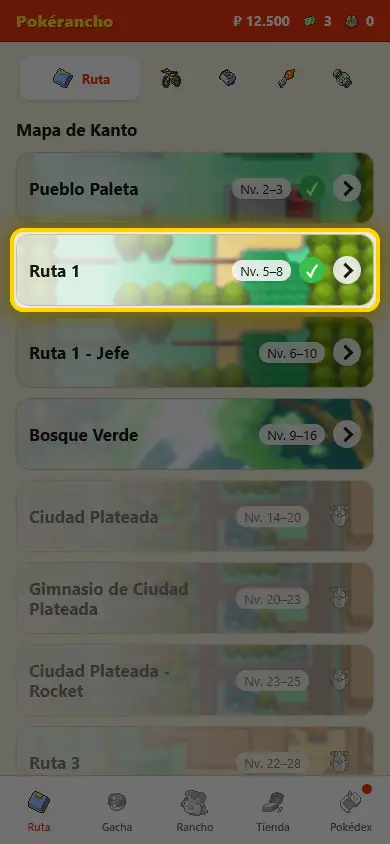 Pokérancho ₽ 12.500 3 0
Ruta
Mapa de Kanto
Pueblo Paleta Nv. 2–3
Ruta 1 Nv. 5–8
Ruta 1 - Jefe Nv. 6–10
Bosque Verde Nv. 9–16
Ciudad Plateada Nv. 14–20
Gimnasio de Ciudad
Plateada Nv. 20–23
Ciudad Plateada -
Rocket Nv. 23–25
Ruta 3 Nv. 22–28
Ruta Gacha Rancho Tienda Pokédex